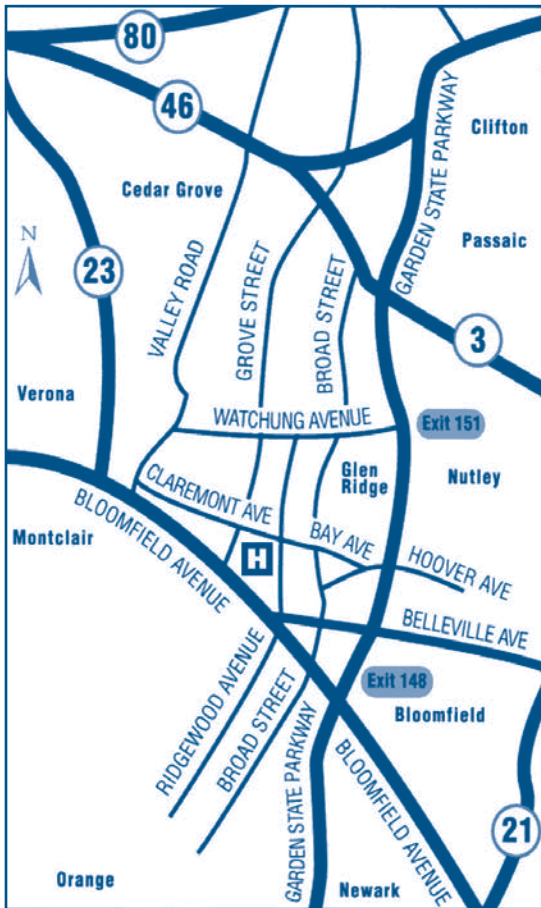 80
46
Clifton
GARDEN STATE PARKWAY
Cedar Grove
Passaic
N
23
VALLEY ROAD
GROVE STREET
BROAD STREET
3
Verona
WATCHUNG AVENUE
Exit 151
Glen
Ridge
Nutley
CLAREMONT AVE
Montclair
BLOOMFIELD AVENUE
H
BAY AVE
HOOVER AVE
BELLEVILLE AVE
RIDGEWOOD AVENUE
BROAD STREET
Exit 148
Bloomfield
GARDEN STATE PARKWAY
BLOOMFIELD AVENUE
21
Orange
Newark